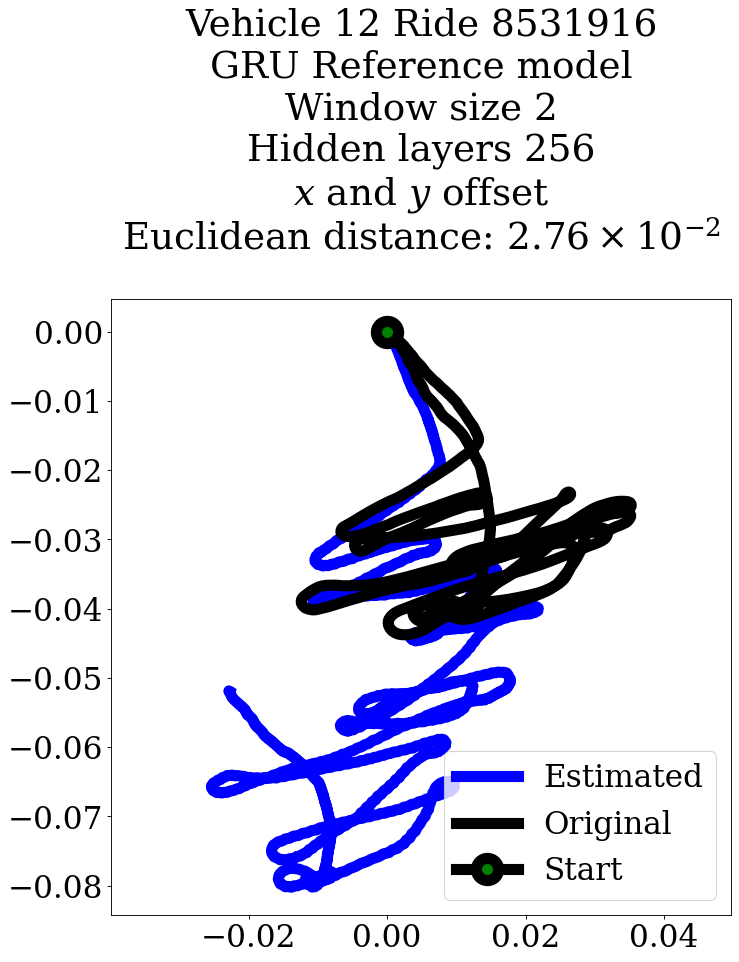 Vehicle 12 Ride 8531916
GRU Reference model
Window size 2
Hidden layers 256
x and y offset
Euclidean distance: 2.76 × 10⁻²
0.00
−0.01
−0.02
−0.03
−0.04
−0.05
−0.06
−0.07
−0.08
Estimated
Original
Start
−0.02 0.00 0.02 0.04